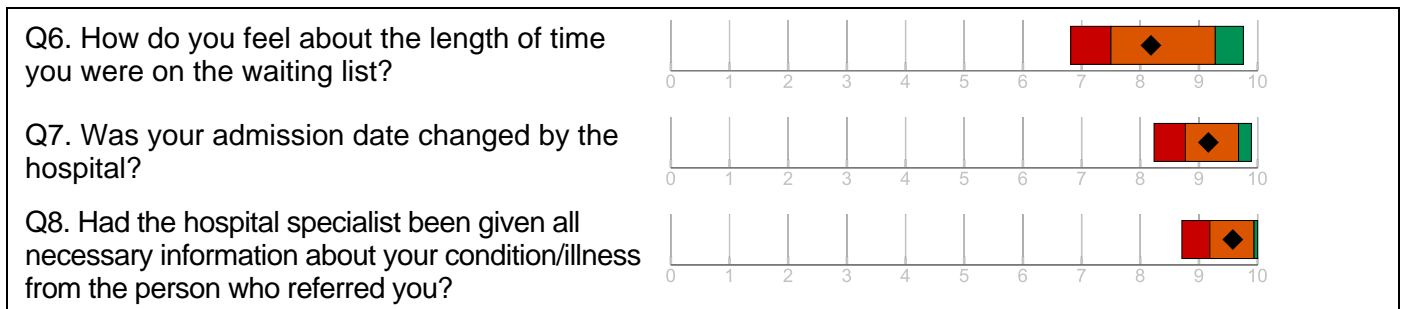 Q6. How do you feel about the length of time
you were on the waiting list?
0 1 2 3 4 5 6 7 8 9 10
Q7. Was your admission date changed by the
hospital?
0 1 2 3 4 5 6 7 8 9 10
Q8. Had the hospital specialist been given all
necessary information about your condition/illness
from the person who referred you?
0 1 2 3 4 5 6 7 8 9 10